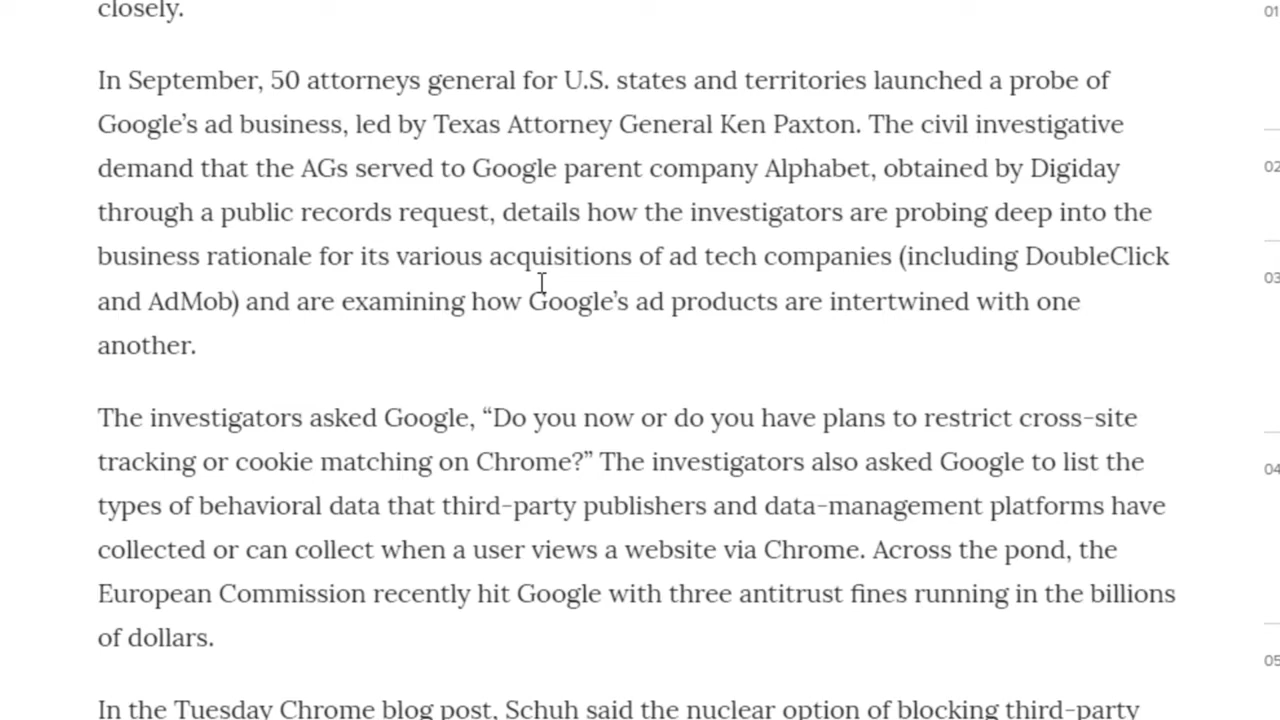 closely.
In September, 50 attorneys general for U.S. states and territories launched a probe of
Google’s ad business, led by Texas Attorney General Ken Paxton. The civil investigative
demand that the AGs served to Google parent company Alphabet, obtained by Digiday
through a public records request, details how the investigators are probing deep into the
business rationale for its various acquisitions of ad tech companies (including DoubleClick
and AdMob) and are examining how Google’s ad products are intertwined with one
another.
The investigators asked Google, “Do you now or do you have plans to restrict cross-site
tracking or cookie matching on Chrome?” The investigators also asked Google to list the
types of behavioral data that third-party publishers and data-management platforms have
collected or can collect when a user views a website via Chrome. Across the pond, the
European Commission recently hit Google with three antitrust fines running in the billions
of dollars.
In the Tuesday Chrome blog post, Schuh said the nuclear option of blocking third-party
01
02
03
04
05